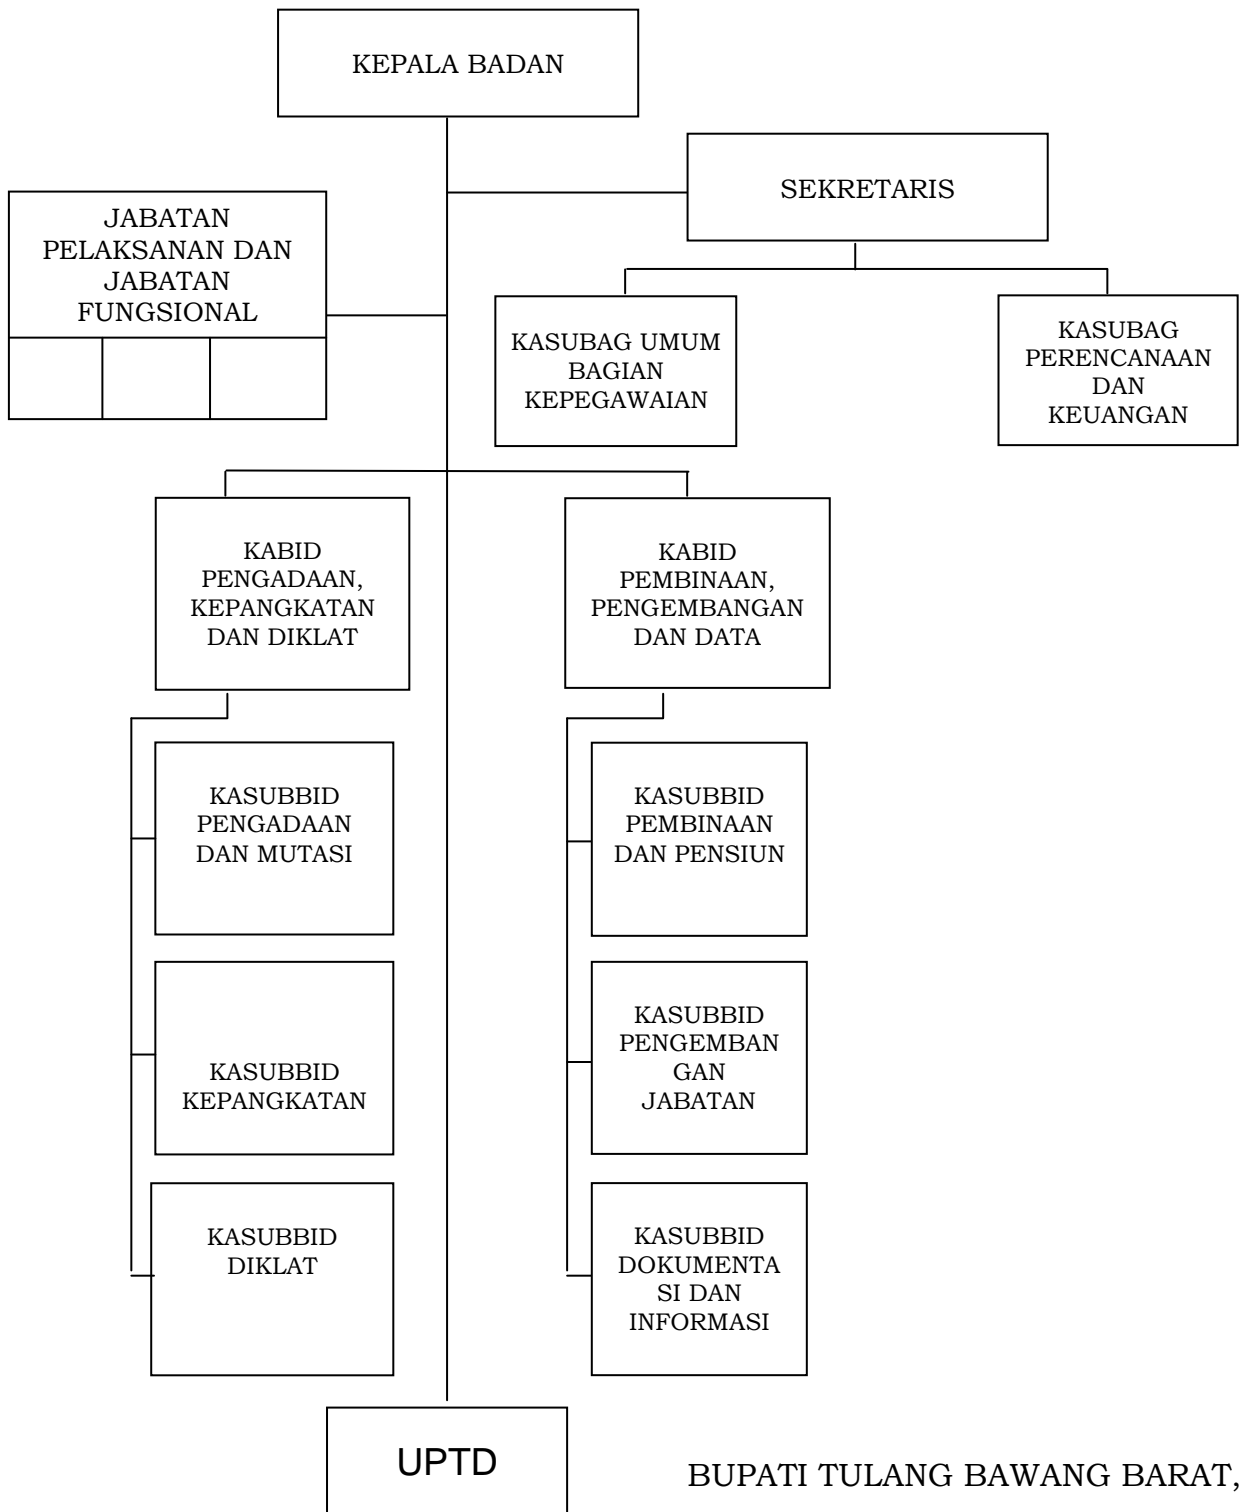 KEPALA BADAN
SEKRETARIS
JABATAN
PELAKSANAN DAN
JABATAN
FUNGSIONAL
KASUBAG UMUM
BAGIAN
KEPEGAWAIAN
KASUBAG
PERENCANAAN
DAN
KEUANGAN
KABID
PENGADAAN,
KEPANGKATAN
DAN DIKLAT
KABID
PEMBINAAN,
PENGEMBANGAN
DAN DATA
KASUBBID
PENGADAAN
DAN MUTASI
KASUBBID
PEMBINAAN
DAN PENSIUN
KASUBBID
KEPANGKATAN
KASUBBID
PENGEMBAN
GAN
JABATAN
KASUBBID
DIKLAT
KASUBBID
DOKUMENTA
SI DAN
INFORMASI
UPTD
BUPATI TULANG BAWANG BARAT,